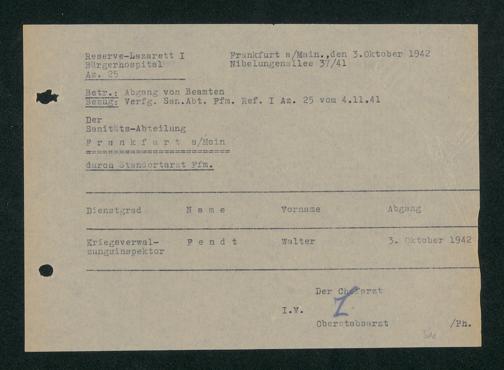 Reserve-Lazarett I
Bürgerhospital
Az. 25
Frankfurt a/Main.,den 3.Oktober 1942
Nibelungenallee 37/41
Betr.: Abgang von Beamten
Bezug: Verfg. San.Abt. Ffm. Ref. I Az. 25 vom 4.11.41
Der
Sanitäts-Abteilung
F r a n k f u r t a/Main
durch Standortarzt Ffm.
Dienstgrad N a m e Vorname Abgang
Kriegsverwal- F e n d t Walter 3. Oktober 1942
tungsinspektor
Der Chefarzt
I.V.
Oberstabsarzt /Ph.